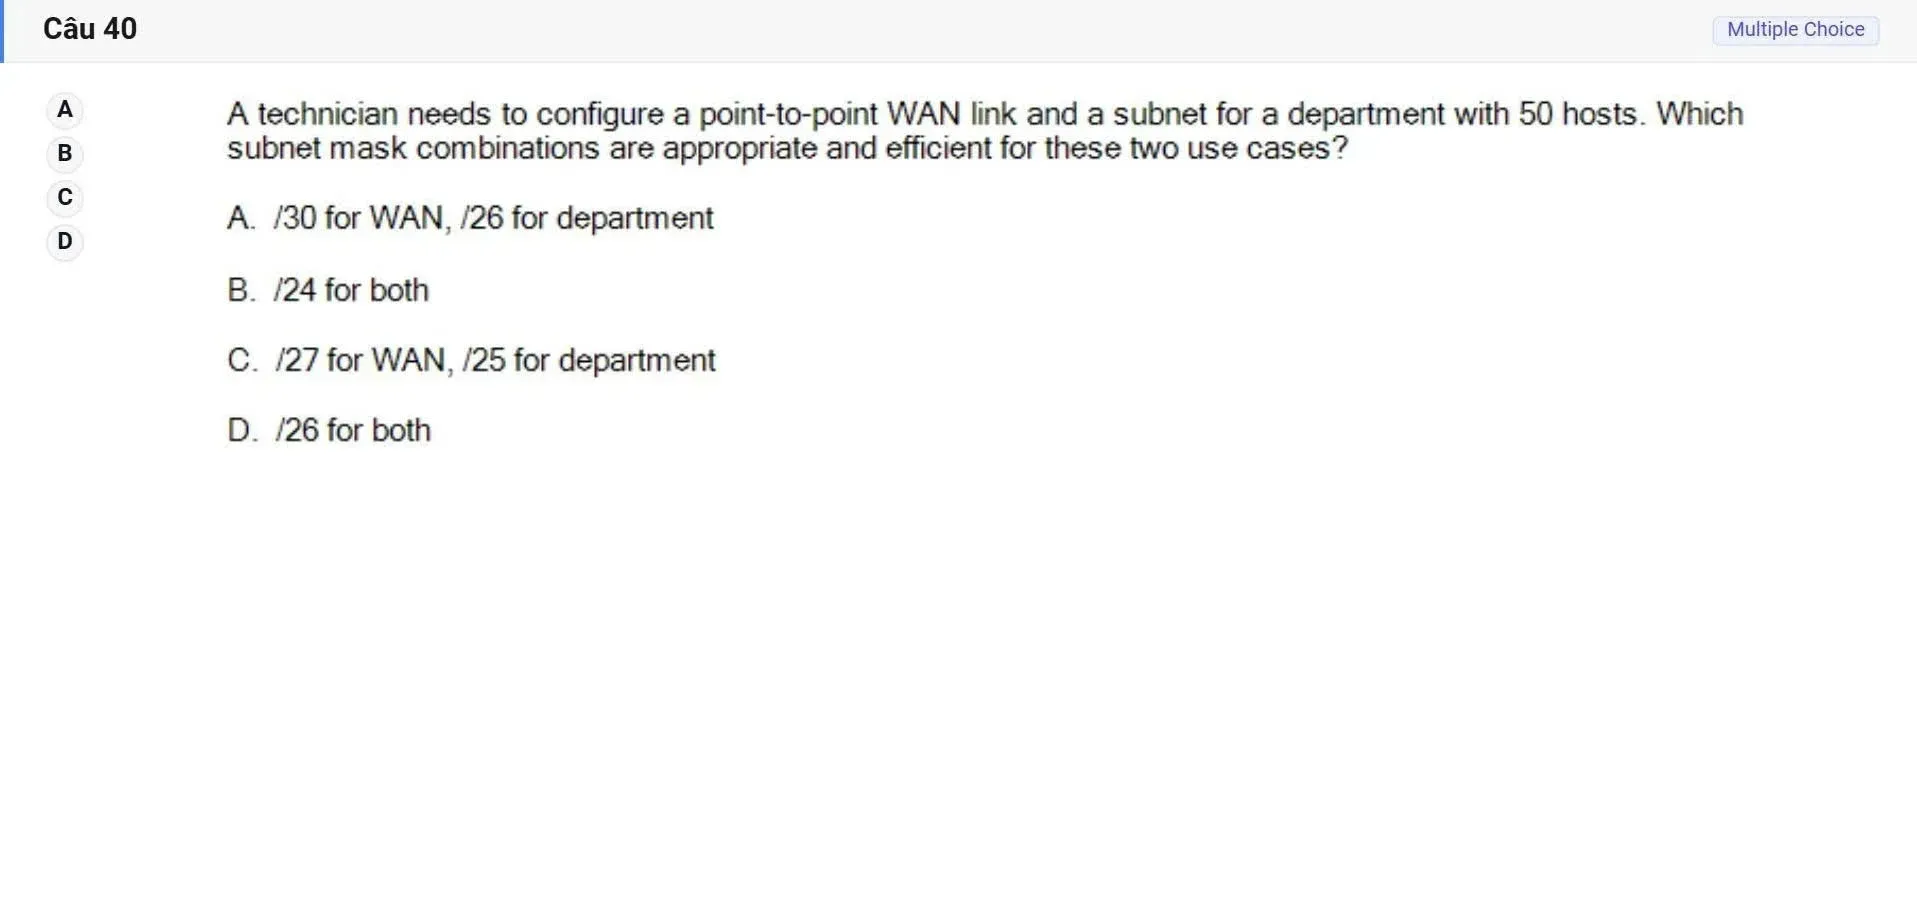 Câu 40
Multiple Choice
A
B
C
D
A technician needs to configure a point-to-point WAN link and a subnet for a department with 50 hosts. Which
subnet mask combinations are appropriate and efficient for these two use cases?
A. /30 for WAN, /26 for department
B. /24 for both
C. /27 for WAN, /25 for department
D. /26 for both